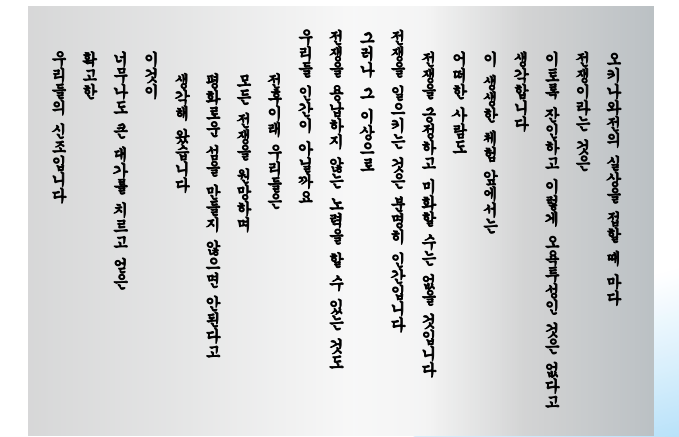 오키나와전의 실상을 접할 때 마다
전쟁이라는 것은
이토록 잔인하고 이렇게 오욕투성인 것은 없다고
생각합니다
이 생생한 체험 앞에서는
어떠한 사람도
전쟁을 긍정하고 미화할 수는 없을 것입니다
전쟁을 일으키는 것은 분명히 인간입니다
그러나 그 이상으로
전쟁을 용납하지 않는 노력을 할 수 있는 것도
우리들 인간이 아닐까요
전후이래 우리들은
모든 전쟁을 원망하며
평화로운 섬을 만들지 않으면 안된다고
생각해 왔습니다
이것이
너무나도 큰 대가를 치르고 얻은
확고한
우리들의 신조입니다